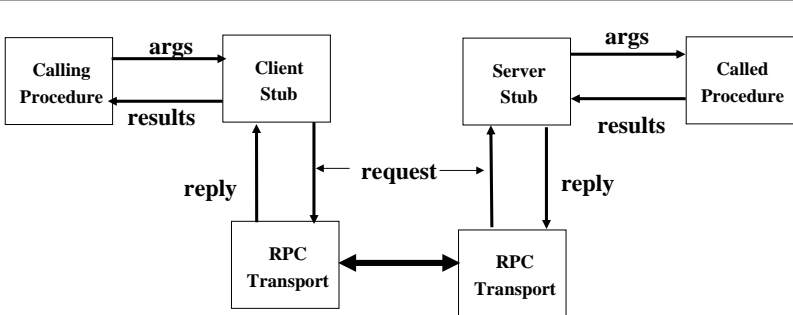 args
Calling
Procedure
results
Client
Stub
reply
request
RPC
Transport
Server
Stub
args
Called
Procedure
results
reply
RPC
Transport